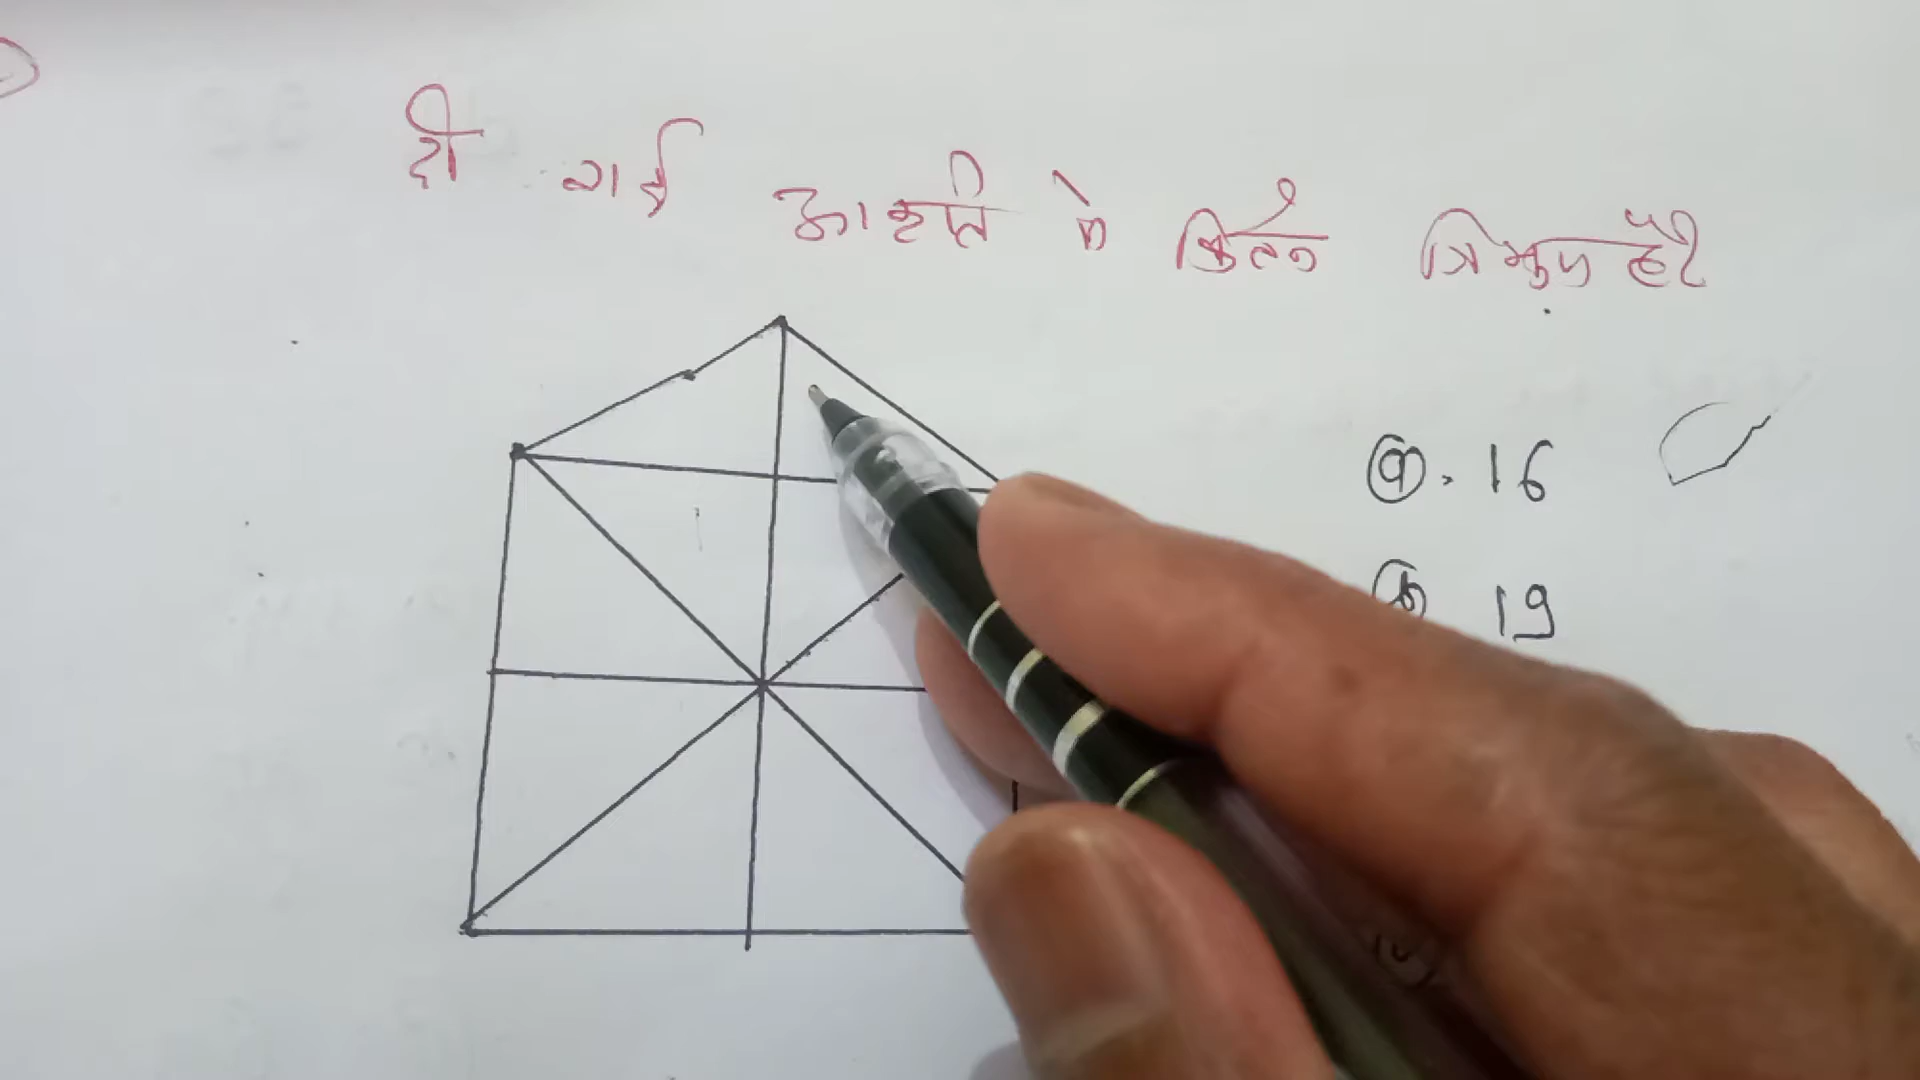 दी गई आकृति में कितने त्रिभुज हैं?
क. 16
ख 19